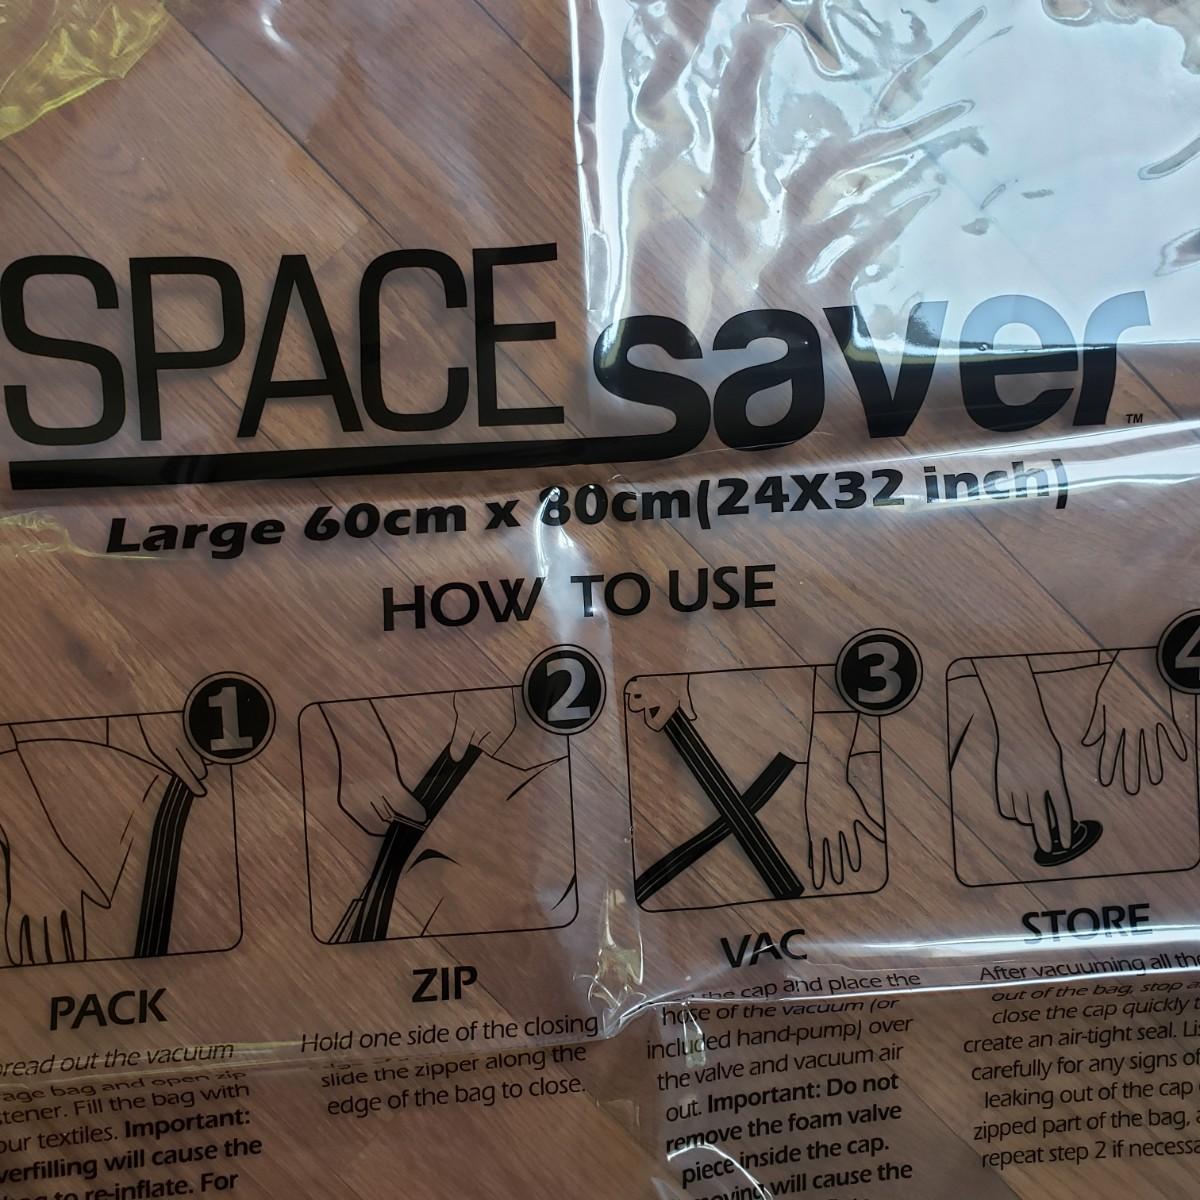 SPACE saver™
Large 60cm x 80cm(24X32 inch)
HOW TO USE
1
2
3
4
PACK
read out the vacuum
age bag and open zip
tener. Fill the bag with
our textiles. Important:
verfilling will cause the
to re-inflate. For
ZIP
Hold one side of the closing
slide the zipper along the
edge of the bag to close.
VAC
the cap and place the
hose of the vacuum (or
included hand-pump) over
the valve and vacuum air
out. Important: Do not
remove the foam valve
piece inside the cap.
moving will cause the
STORE
After vacuuming all the
out of the bag, stop a
close the cap quickly t
create an air-tight seal. Li
carefully for any signs of
leaking out of the cap
zipped part of the bag, a
repeat step 2 if necessa